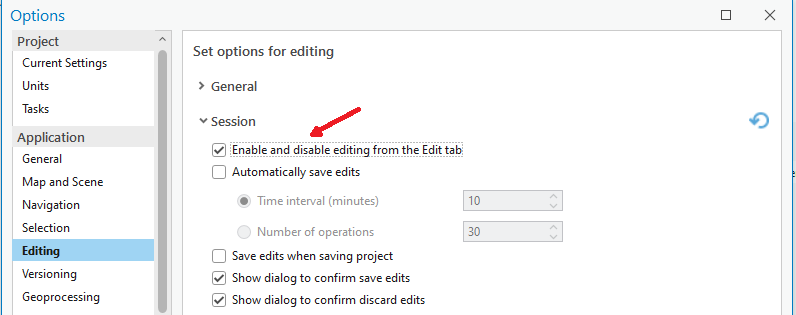 Options
Project
Current Settings
Units
Tasks
Application
General
Map and Scene
Navigation
Selection
Editing
Versioning
Geoprocessing
Set options for editing
General
Session
Enable and disable editing from the Edit tab
Automatically save edits
Time interval (minutes) 10
Number of operations 30
Save edits when saving project
Show dialog to confirm save edits
Show dialog to confirm discard edits